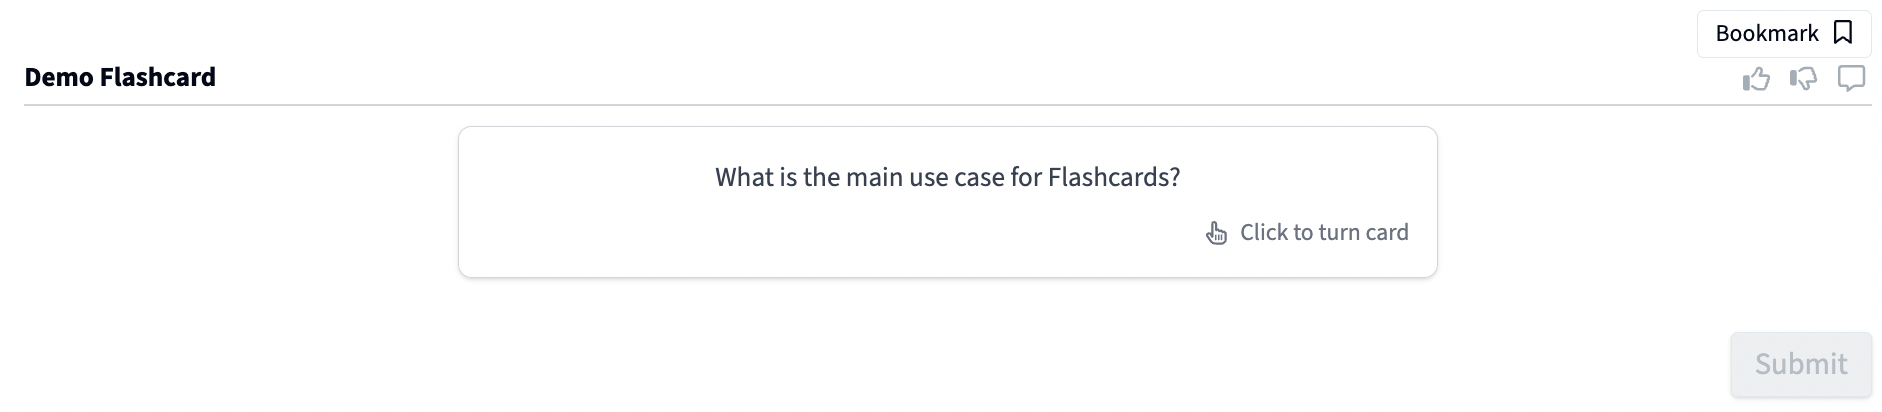 Bookmark
Demo Flashcard
What is the main use case for Flashcards?
Click to turn card
Submit